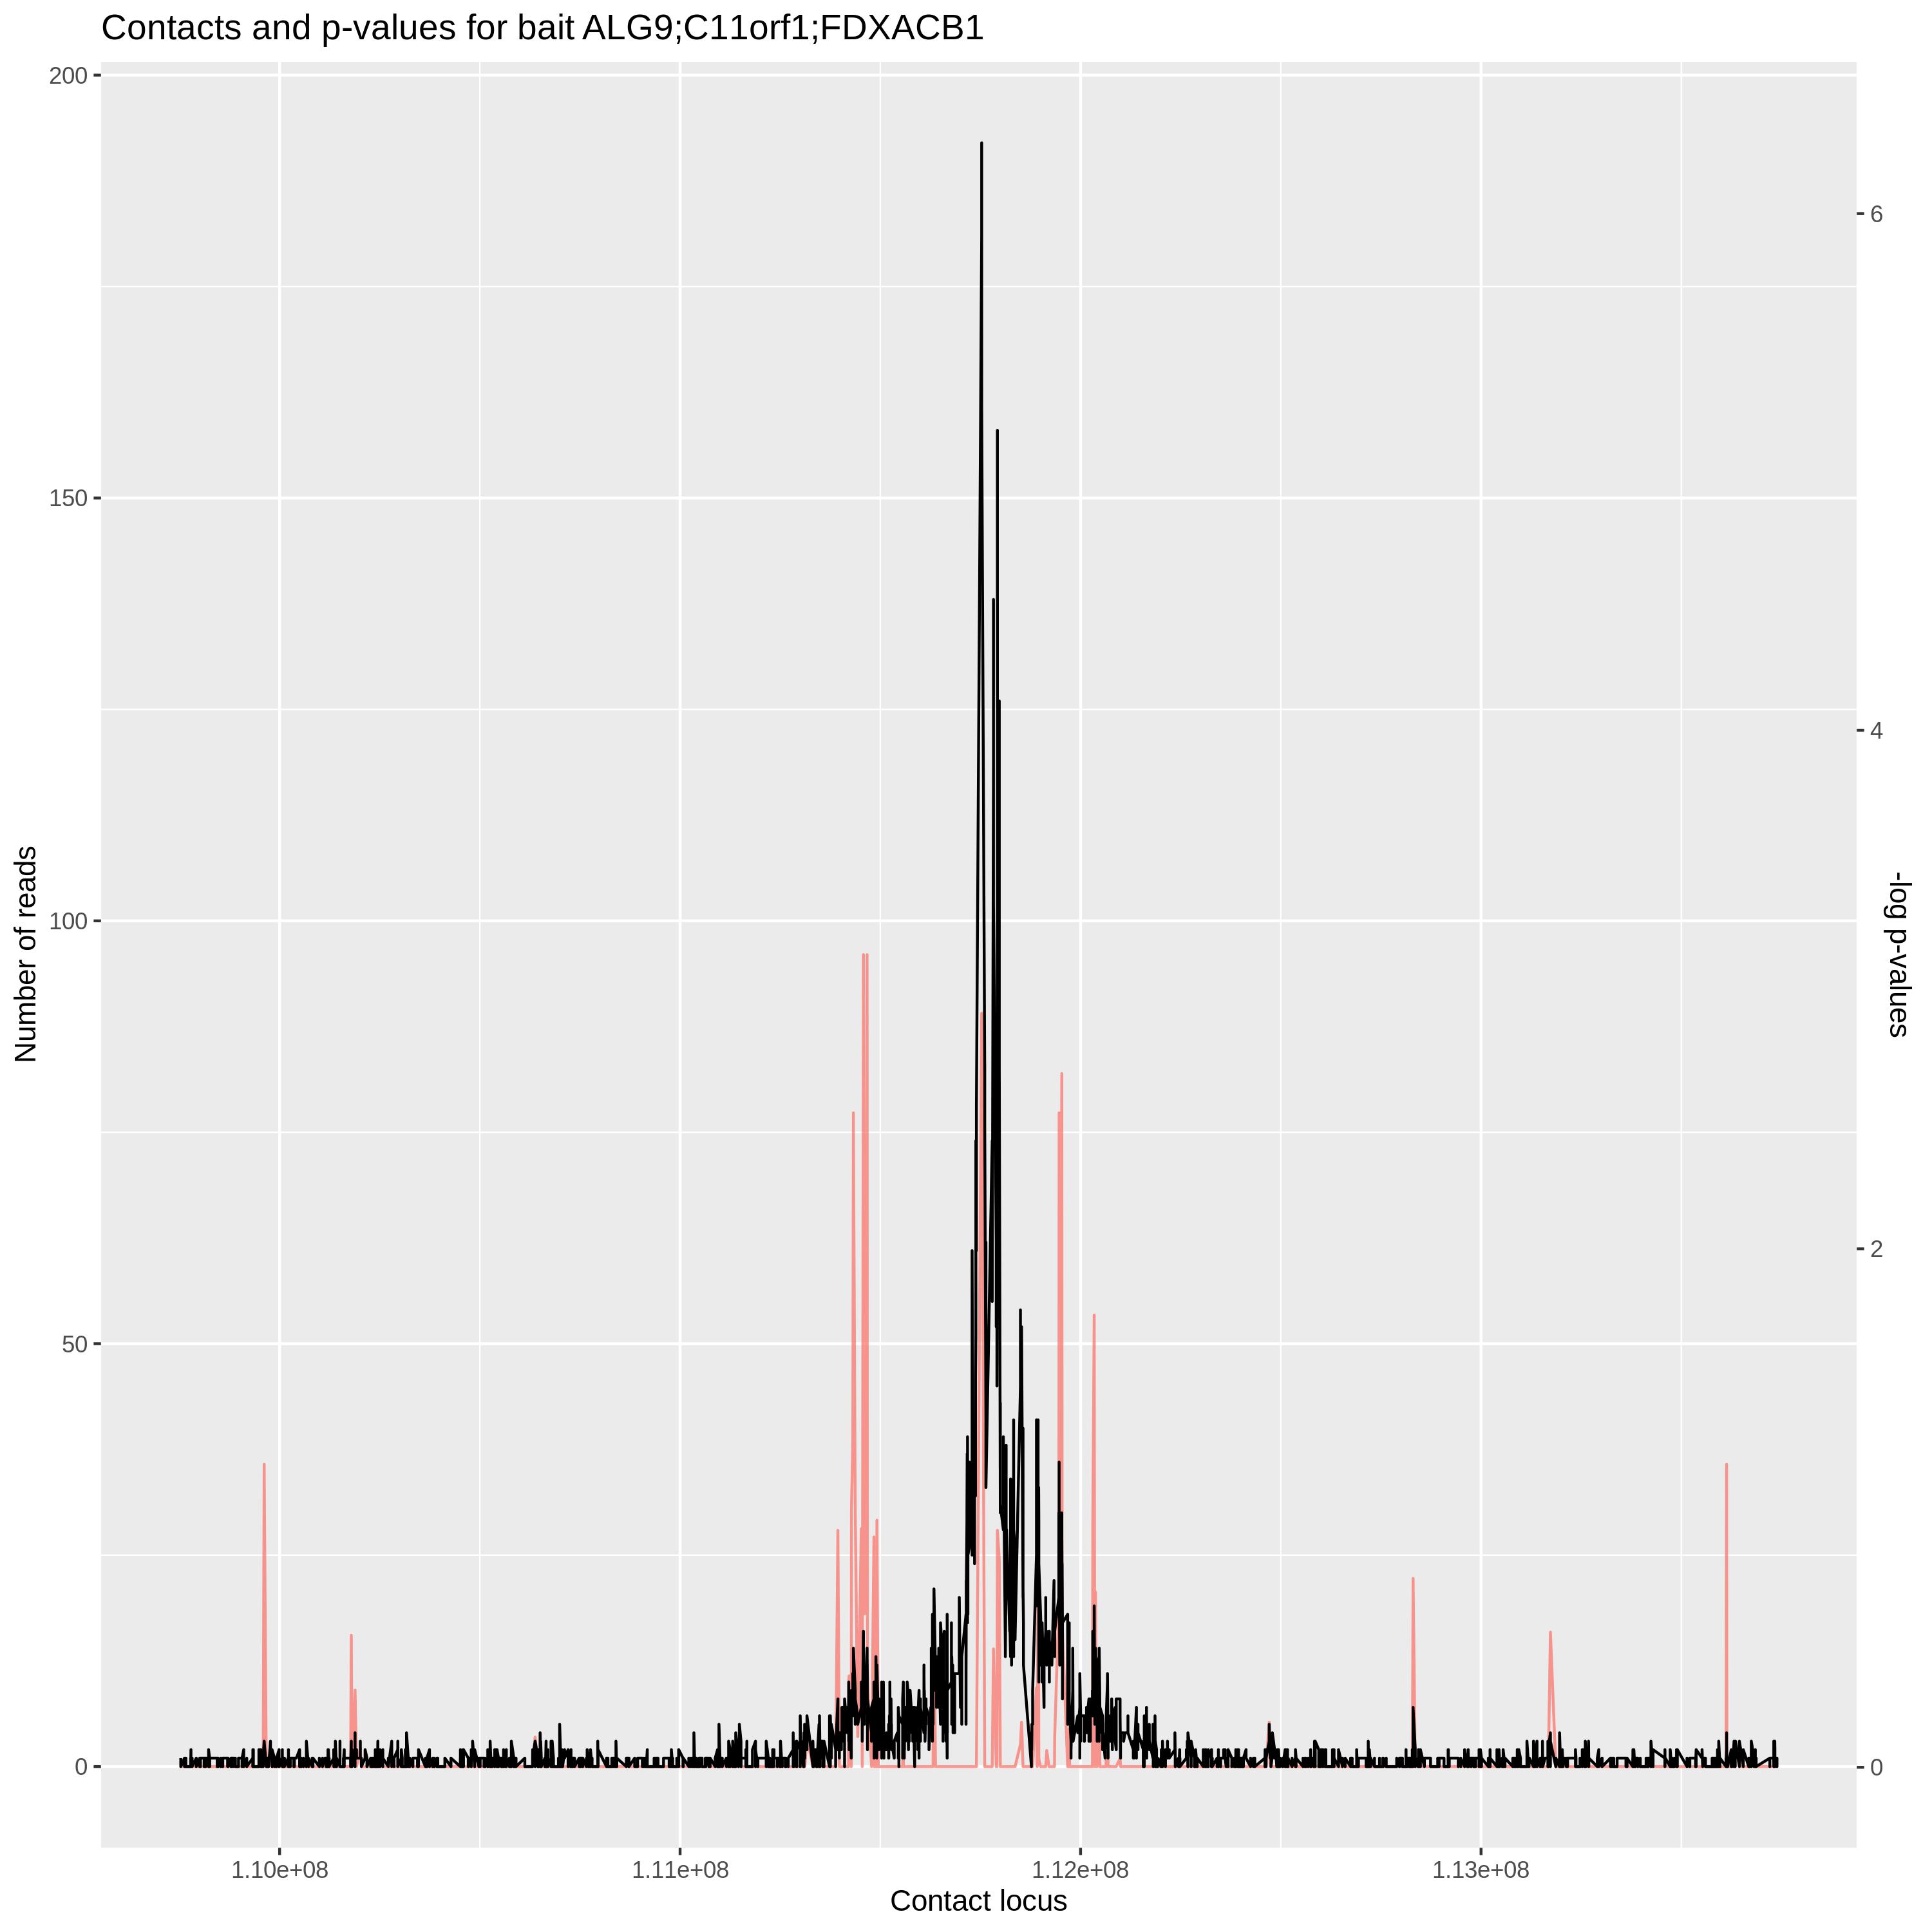 Contacts and p-values for bait ALG9;C11orf1;FDXACB1
200
150
100
50
0
Number of reads
6
4
2
0
-log p-values
1.10e+08
1.11e+08
1.12e+08
1.13e+08
Contact locus